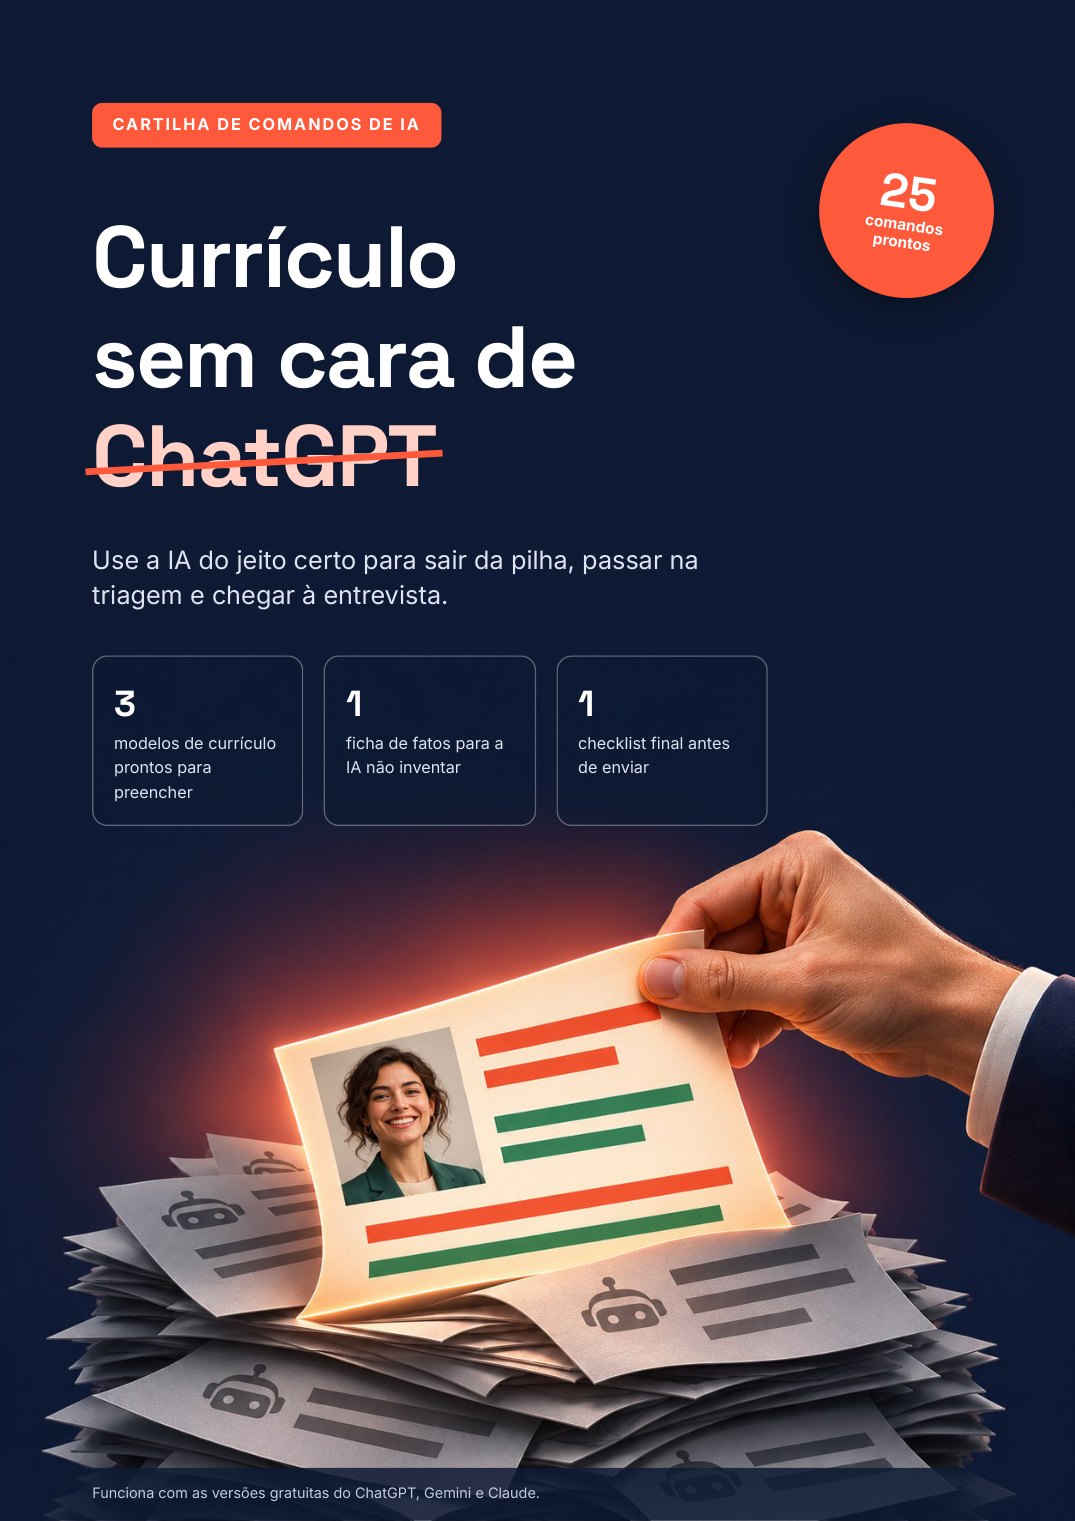 CARTILHA DE COMANDOS DE IA
25
comandos
prontos
Currículo
sem cara de
ChatGPT
Use a IA do jeito certo para sair da pilha, passar na
triagem e chegar à entrevista.
3
modelos de currículo
prontos para
preencher
1
ficha de fatos para a
IA não inventar
1
checklist final antes
de enviar
Funciona com as versões gratuitas do ChatGPT, Gemini e Claude.